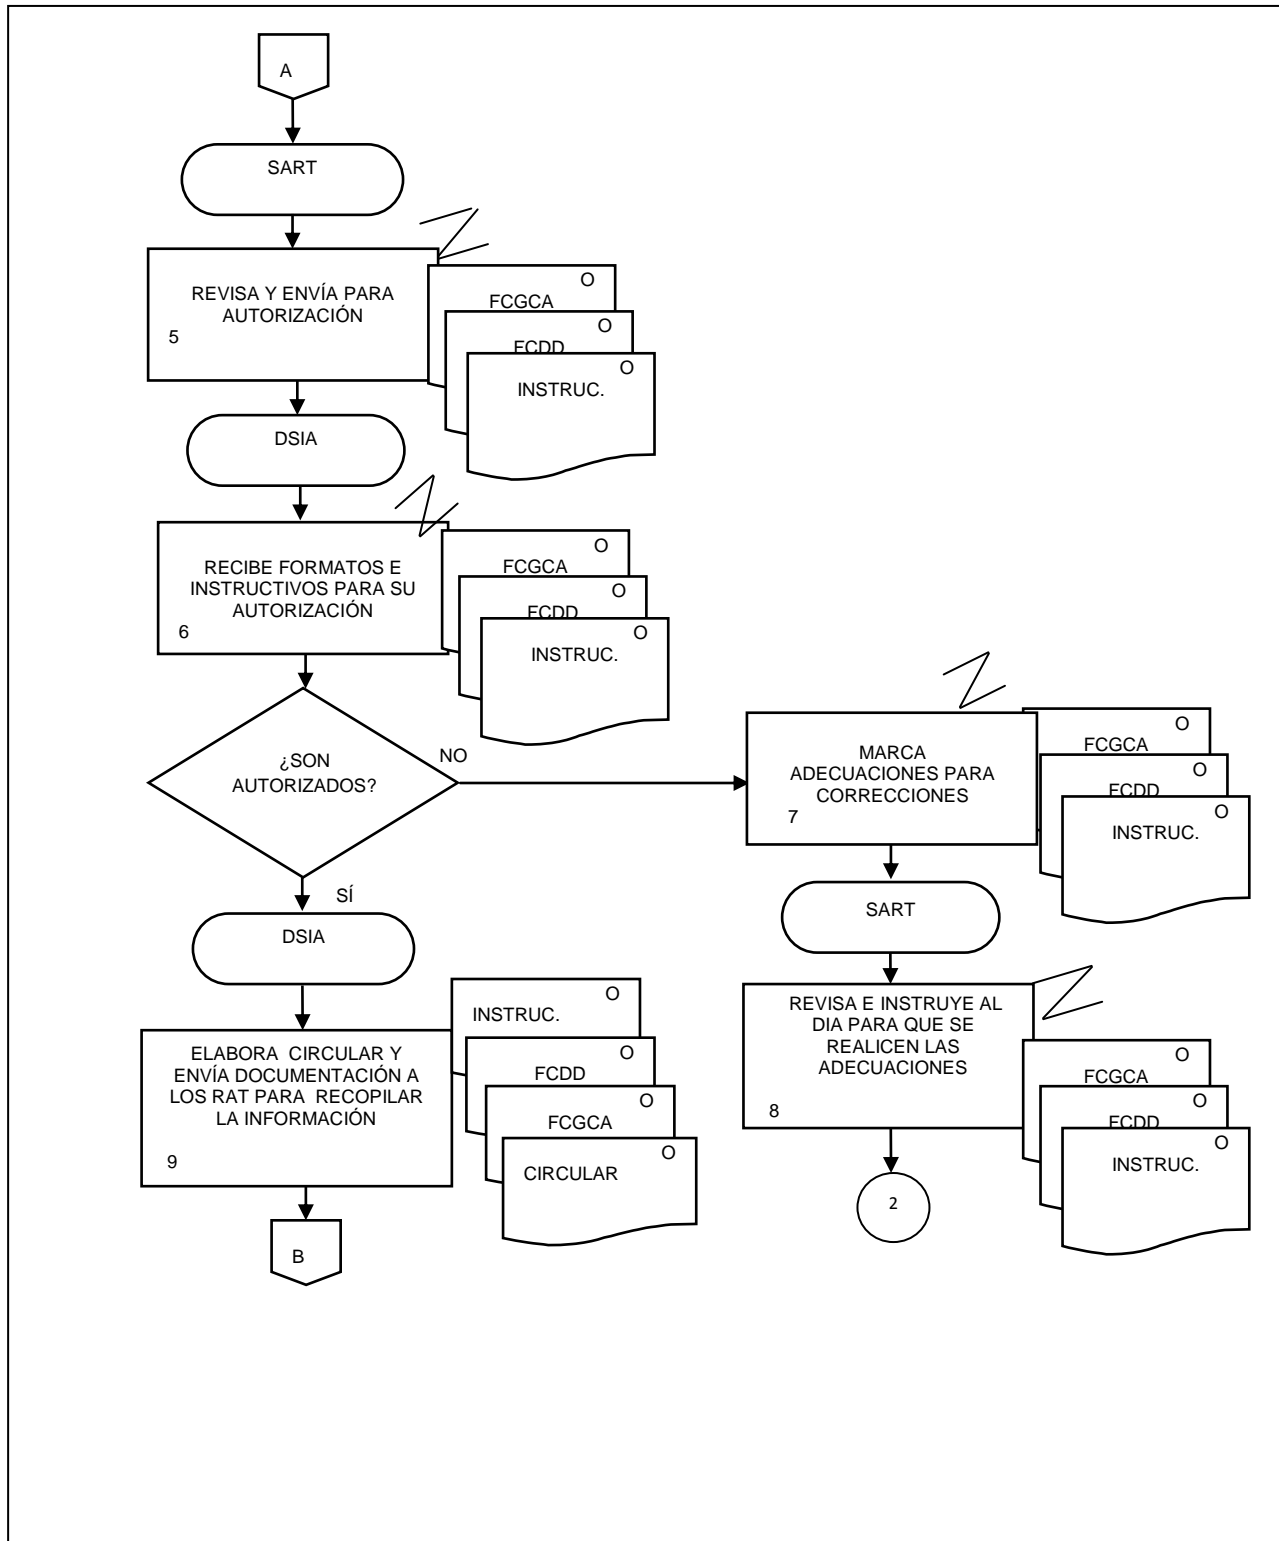 A
SART
REVISA Y ENVÍA PARA
AUTORIZACIÓN
5
O
FCGCA
O
FCDD
O
INSTRUC.
DSIA
RECIBE FORMATOS E
INSTRUCTIVOS PARA SU
AUTORIZACIÓN
6
O
FCGCA
O
FCDD
O
INSTRUC.
¿SON
AUTORIZADOS?
NO
MARCA
ADECUACIONES PARA
CORRECCIONES
7
O
FCGCA
O
FCDD
O
INSTRUC.
SART
REVISA E INSTRUYE AL
DIA PARA QUE SE
REALICEN LAS
ADECUACIONES
8
O
FCGCA
O
FCDD
O
INSTRUC.
2
SÍ
DSIA
ELABORA CIRCULAR Y
ENVÍA DOCUMENTACIÓN A
LOS RAT PARA RECOPILAR
LA INFORMACIÓN
9
O
INSTRUC.
O
FCDD
O
FCGCA
O
CIRCULAR
B